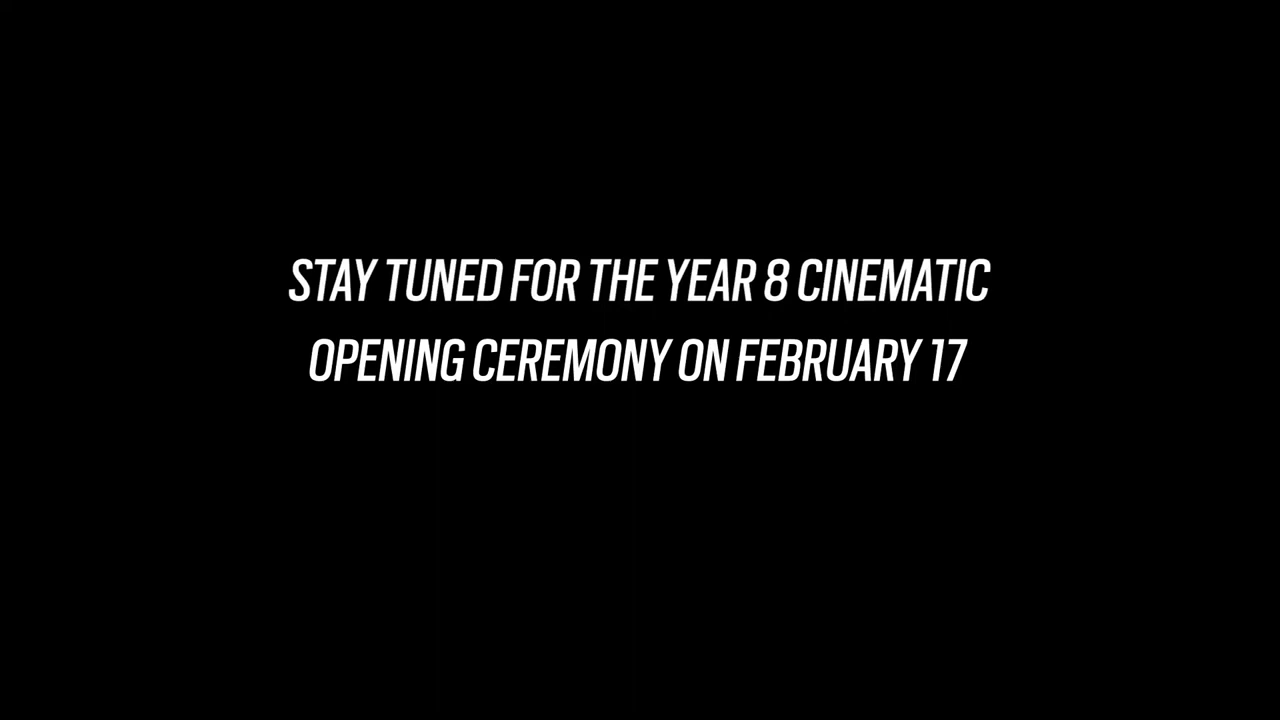 STAY TUNED FOR THE YEAR 8 CINEMATIC
OPENING CEREMONY ON FEBRUARY 17